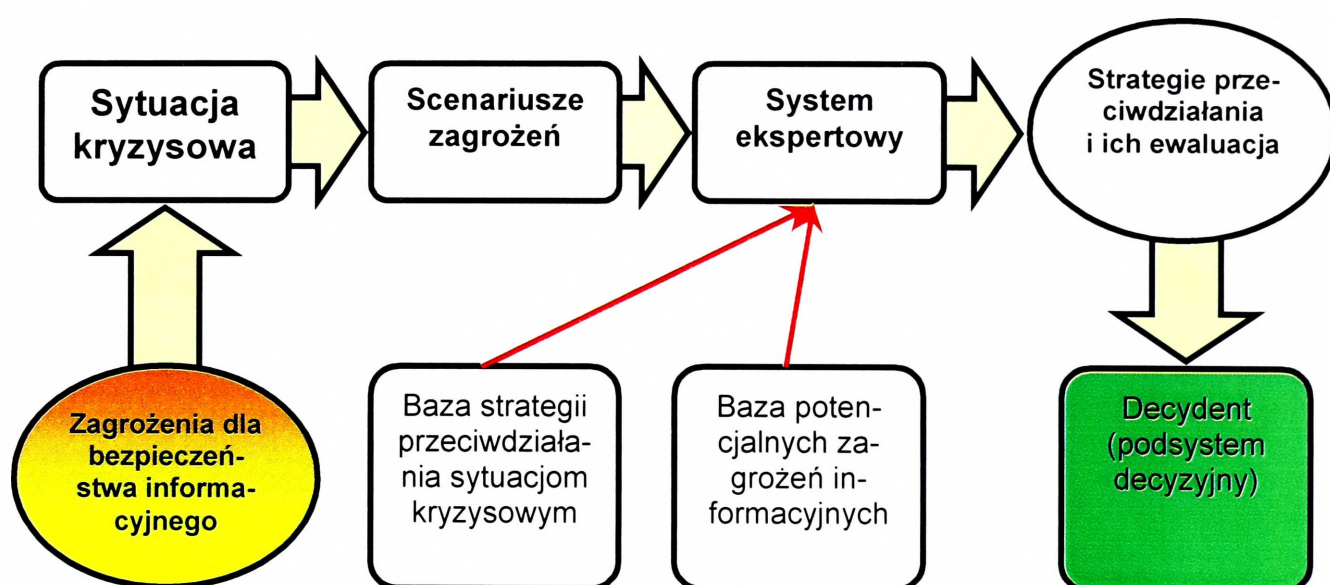 Sytuacja
kryzysowa
Scenariusze
zagrożeń
System
ekspertowy
Strategie prze-
ciwdziałania
i ich ewaluacja
Zagrożenia dla
bezpieczeń-
stwa informa-
cyjnego
Baza strategii
przeciwdziała-
nia sytuacjom
kryzysowym
Baza poten-
cjalnych za-
grożeń in-
formacyjnych
Decydent
(podsystem
decyzyjny)